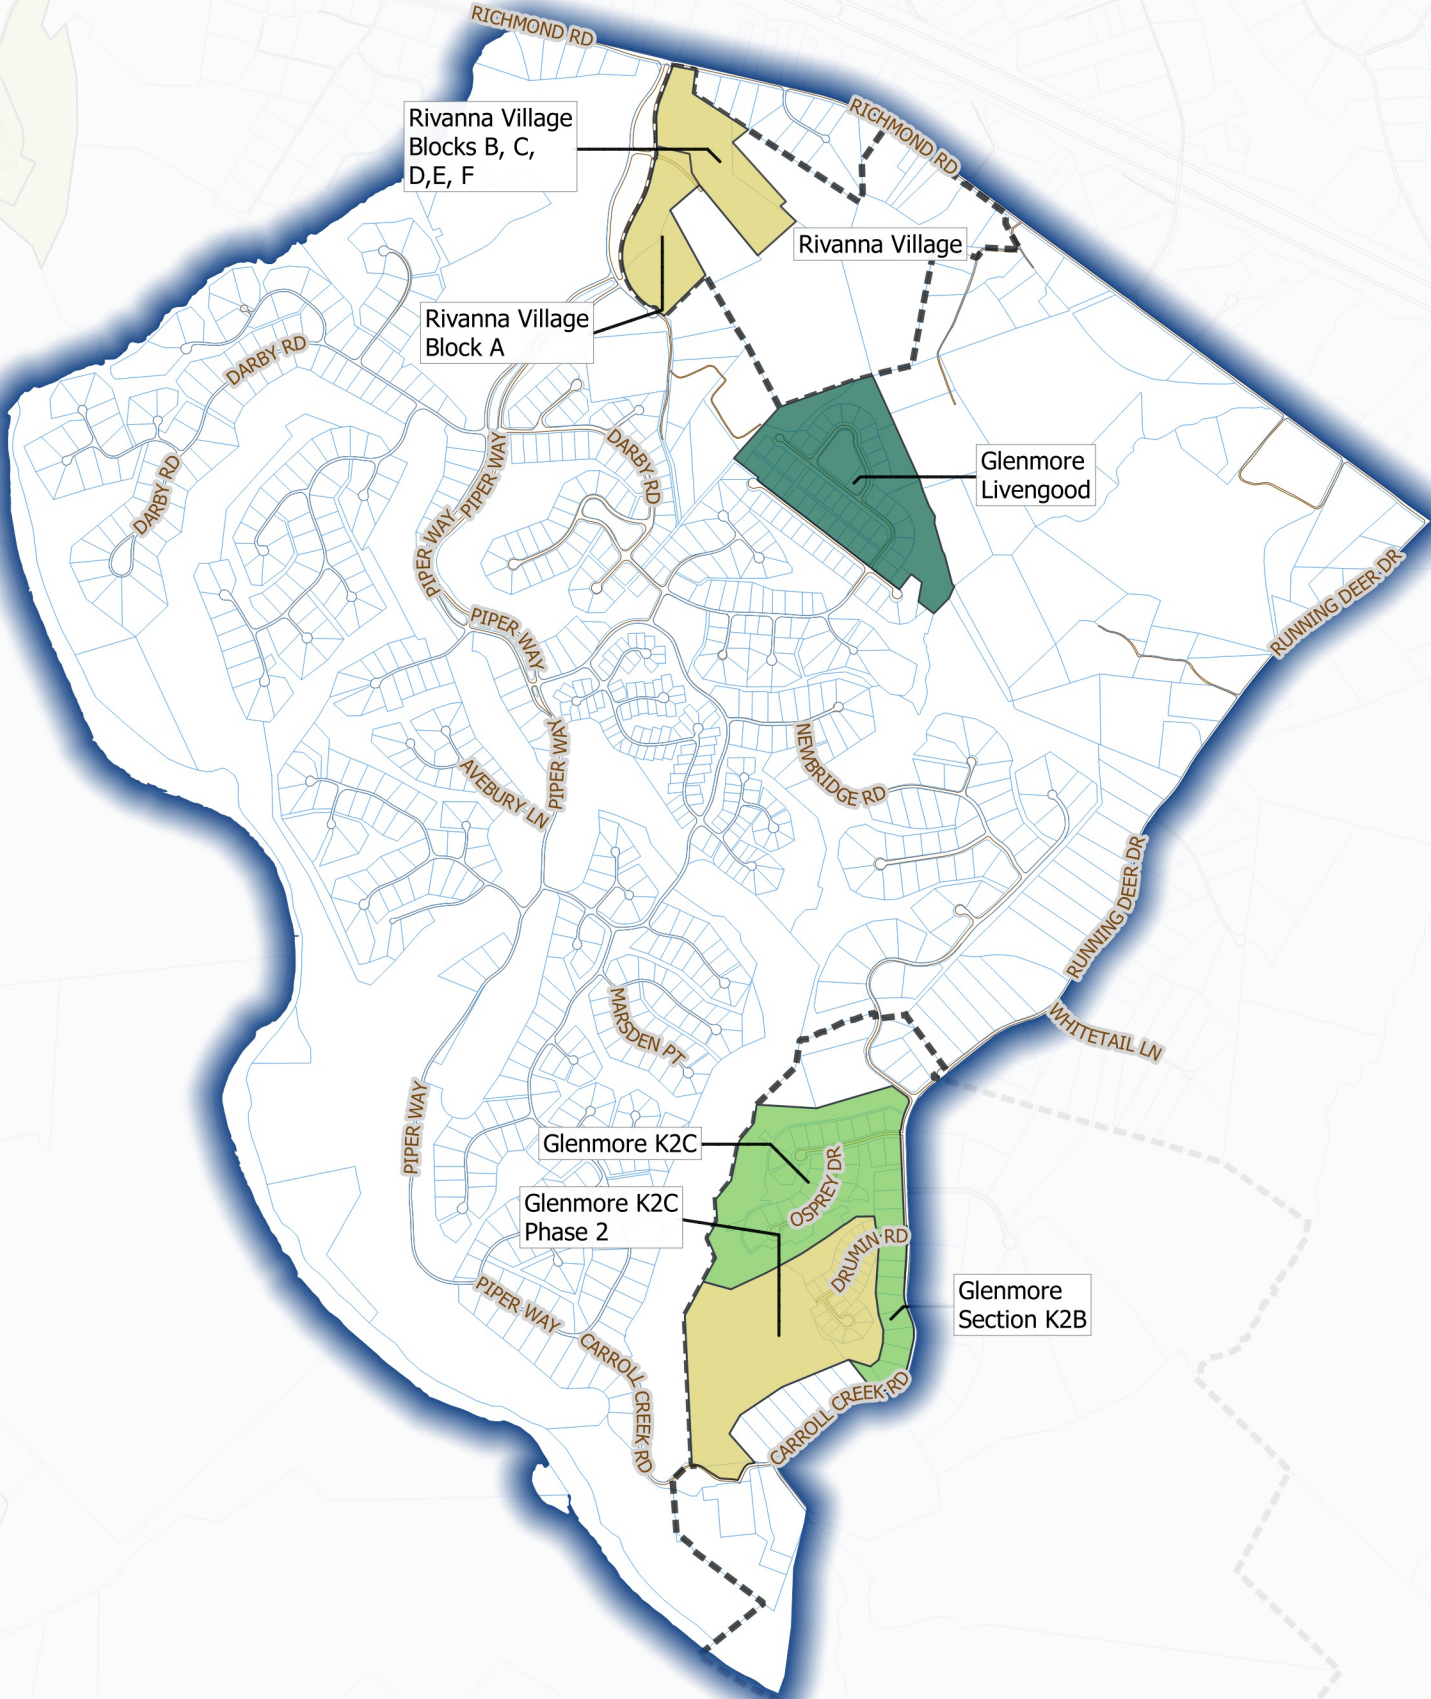 RICHMOND RD
Rivanna Village
Blocks B, C,
D,E, F
RICHMOND RD
Rivanna Village
Rivanna Village
Block A
DARBY RD
DARBY RD
DARBY RD
PIPER WAY
PIPER WAY
Glenmore
Livengood
RUNNING DEER DR
PIPER WAY
PIPER WAY
AVEBURY LN
NEWBRIDGE RD
RUNNING DEER DR
WHITETAIL LN
MARSDEN PT
PIPER WAY
Glenmore K2C
OSPREY DR
Glenmore K2C
Phase 2
DRUMIN RD
Glenmore
Section K2B
PIPER WAY
CARROLL CREEK RD
CARROLL CREEK RD